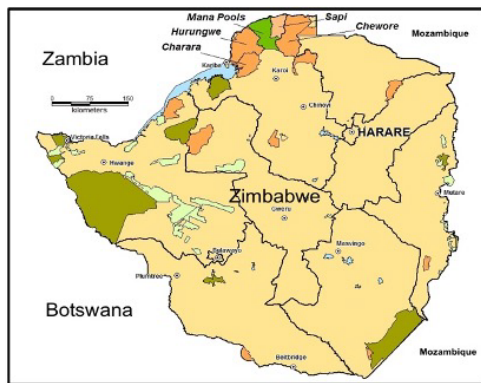 Mana Pools
Sapi
Hurungwe
Chewore
Mozambique
Charara
Zambia
Kariba
Karoi
0 75 150
kilometers
Chinoyi
HARARE
Victoria Falls
Hwange
Zimbabwe
Mutare
Gweru
Masvingo
Bulawayo
Plumtree
Botswana
Beitbridge
Mozambique